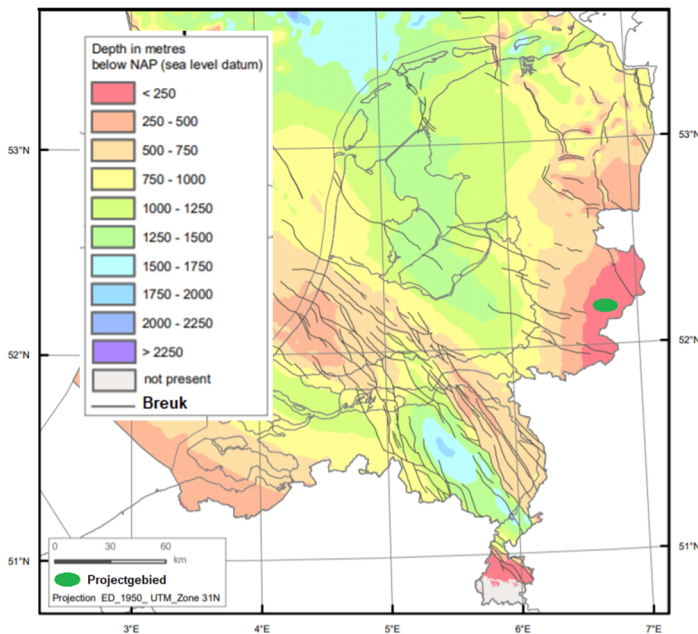 Depth in metres
below NAP (sea level datum)
< 250
250 - 500
500 - 750
750 - 1000
1000 - 1250
1250 - 1500
1500 - 1750
1750 - 2000
2000 - 2250
> 2250
not present
Breuk
53°N
53°N
52°N
52°N
51°N
51°N
0 30 60
km
Projectgebied
Projection ED_1950_ UTM_Zone 31N
3°E 4°E 5°E 6°E 7°E